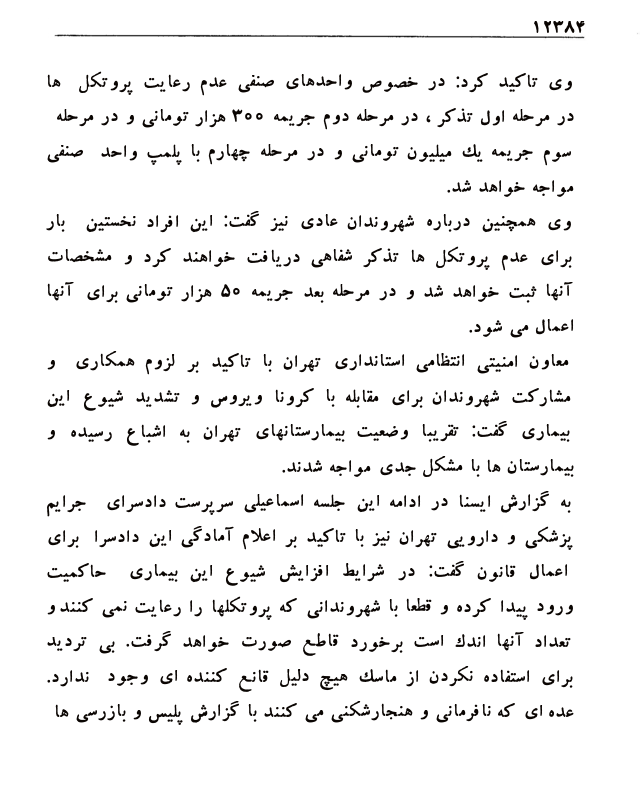 ۱۲۳۸۴
وی تاکید کرد: در خصوص واحدهای صنفی عدم رعایت پروتکل ها
در مرحله اول تذکر ، در مرحله دوم جریمه ۳۰۰ هزار تومانی و در مرحله
سوم جریمه یك میلیون تومانی و در مرحله چهارم با پلمپ واحد صنفی
مواجه خواهد شد.
وی همچنین درباره شهروندان عادی نیز گفت: این افراد نخستین بار
برای عدم پروتکل ها تذکر شفاهی دریافت خواهند کرد و مشخصات
آنها ثبت خواهد شد و در مرحله بعد جریمه ۵۰ هزار تومانی برای آنها
اعمال می شود.
معاون امنیتی انتظامی استانداری تهران با تاکید بر لزوم همکاری و
مشارکت شهروندان برای مقابله با کرونا ویروس و تشدید شیوع این
بیماری گفت: تقریبا وضعیت بیمارستانهای تهران به اشباع رسیده و
بیمارستان ها با مشکل جدی مواجه شدند.
به گزارش ایسنا در ادامه این جلسه اسماعیلی سرپرست دادسرای جرایم
پزشکی و دارویی تهران نیز با تاکید بر اعلام آمادگی این دادسرا برای
اعمال قانون گفت: در شرایط افزایش شیوع این بیماری حاکمیت
ورود پیدا کرده و قطعا با شهروندانی که پروتکلها را رعایت نمی کنند و
تعداد آنها اندك است برخورد قاطع صورت خواهد گرفت. بی تردید
برای استفاده نکردن از ماسك هیچ دلیل قانع کننده ای وجود ندارد.
عده ای که نافرمانی و هنجارشکنی می کنند با گزارش پلیس و بازرسی ها